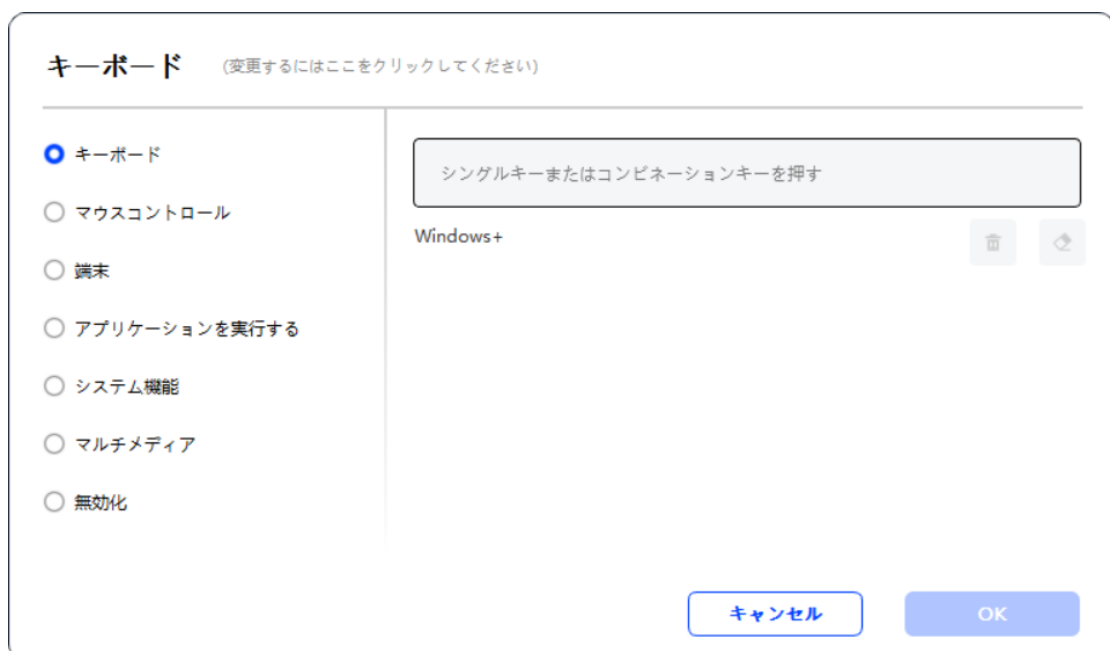 キーボード (変更するにはここをクリックしてください)
キーボード
マウスコントロール
端末
アプリケーションを実行する
システム機能
マルチメディア
無効化
シングルキーまたはコンビネーションキーを押す
Windows+
キャンセル
OK